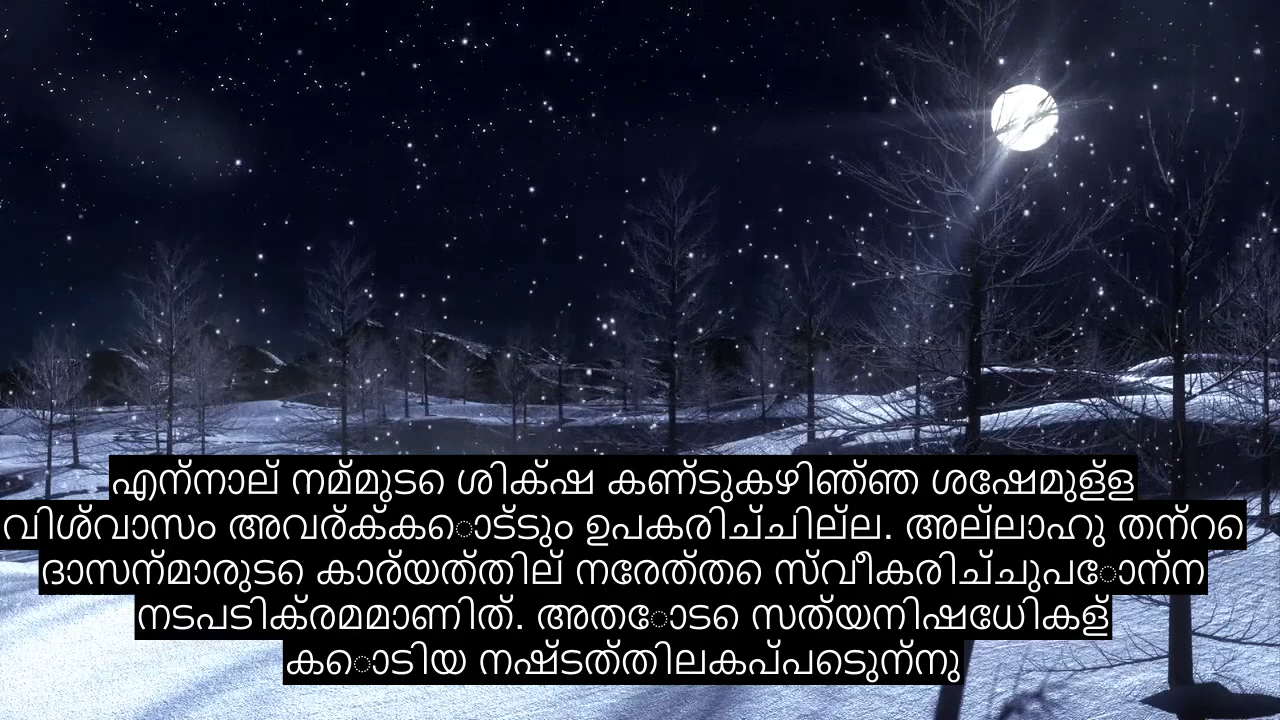 എന്നാല് നമ്മുടെ ശിക്ഷ കണ്ടുകഴിഞ്ഞ ശേഷമുള്ള
വിശ്വാസം അവര്ക്കൊട്ടും ഉപകരിച്ചില്ല. അല്ലാഹു തന്റെ
ദാസന്മാരുടെ കാര്യത്തില് നേരത്തെ സ്വീകരിച്ചുപോന്ന
നടപടിക്രമമാണിത്. അതോടെ സത്യനിഷേധികള്
കൊടിയ നഷ്ടത്തിലകപ്പെടുന്നു